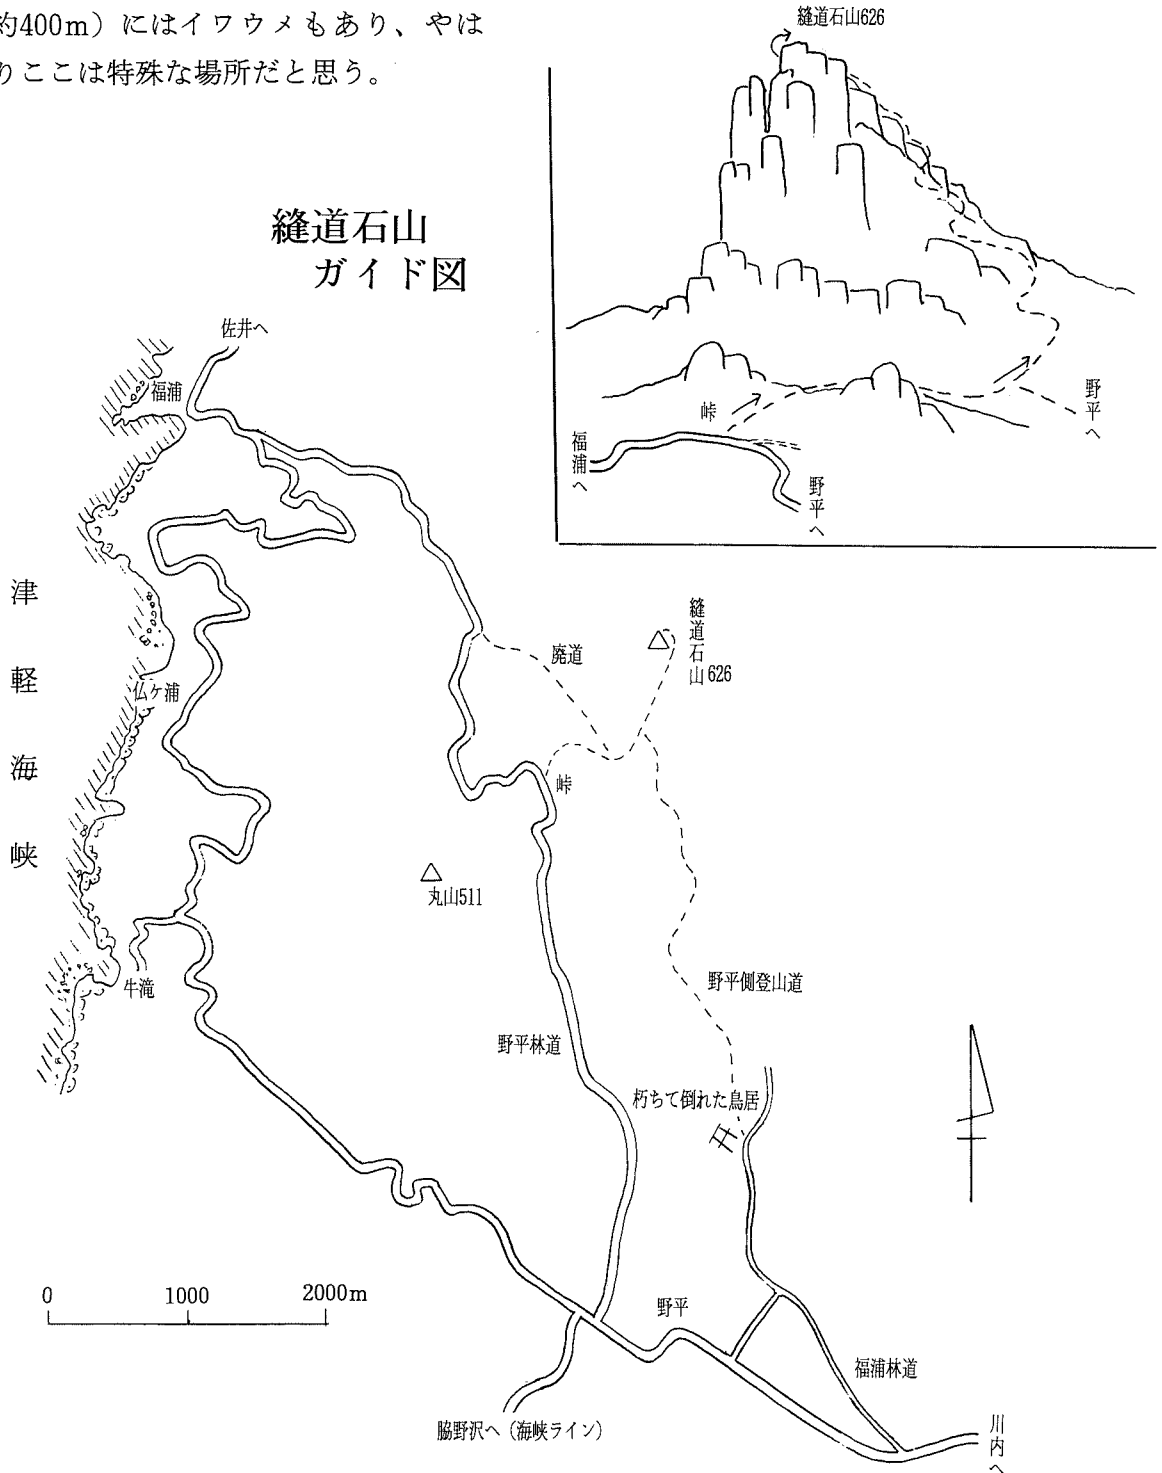 約400m）にはイワウメもあり、やは
りここは特殊な場所だと思う。
縫道石山626
峠
福浦へ
野平へ
野平へ
縫道石山
ガイド図
佐井へ
福浦
津軽海峡
仏ケ浦
廃道
縫道石山626
峠
丸山511
牛滝
野平側登山道
野平林道
朽ちて倒れた鳥居
0 1000 2000m
野平
福浦林道
脇野沢へ（海峡ライン）
川内へ